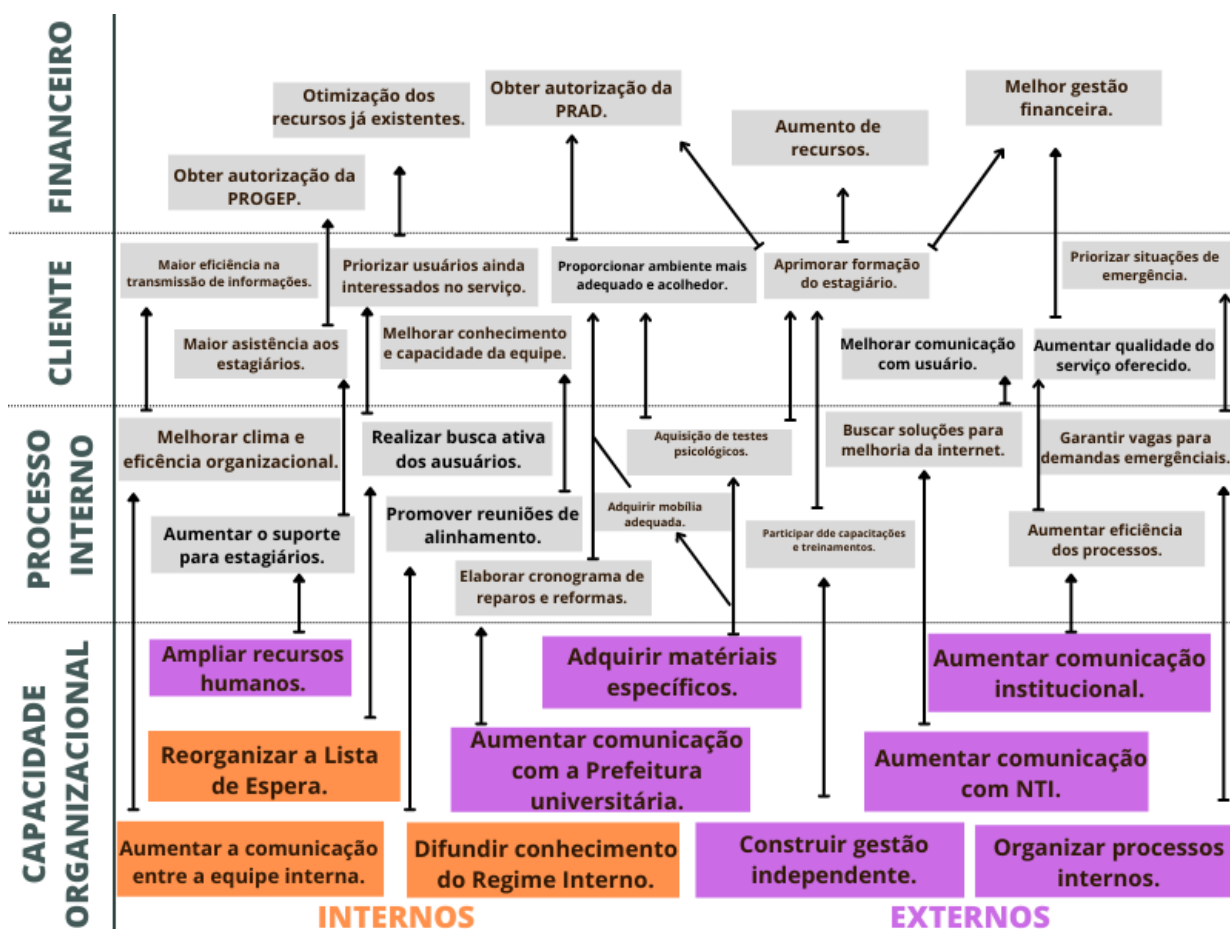 FINANCEIRO
Otimização dos
recursos já existentes.
Obter autorização da
PRAD.
Aumento de
recursos.
Melhor gestão
financeira.
Obter autorização da
PROGEP.
CLIENTE
Maior eficiência na
transmissão de informações.
Priorizar usuários ainda
interessados no serviço.
Proporcionar ambiente mais
adequado e acolhedor.
Aprimorar formação
do estagiário.
Priorizar situações de
emergência.
Maior asistência aos
estagiários.
Melhorar conhecimento
e capacidade da equipe.
Melhorar comunicação
com usuário.
Aumentar qualidade do
serviço oferecido.
PROCESSO
INTERNO
Melhorar clima e
eficência organizacional.
Realizar busca ativa
dos ausuários.
Aquisição de testes
psicológicos.
Buscar soluções para
melhoria da internet.
Garantir vagas para
demandas emergênciais.
Aumentar o suporte
para estagiários.
Promover reuniões de
alinhamento.
Adquirir mobília
adequada.
Participar dde capacitações
e treinamentos.
Aumentar eficiência
dos processos.
Elaborar cronograma de
reparos e reformas.
CAPACIDADE
ORGANIZACIONAL
Ampliar recursos
humanos.
Adquirir matériais
específicos.
Aumentar comunicação
institucional.
Reorganizar a Lista
de Espera.
Aumentar comunicação
com a Prefeitura
universitária.
Aumentar comunicação
com NTI.
Aumentar a comunicação
entre a equipe interna.
Difundir conhecimento
do Regime Interno.
Construir gestão
independente.
Organizar processos
internos.
INTERNOS
EXTERNOS